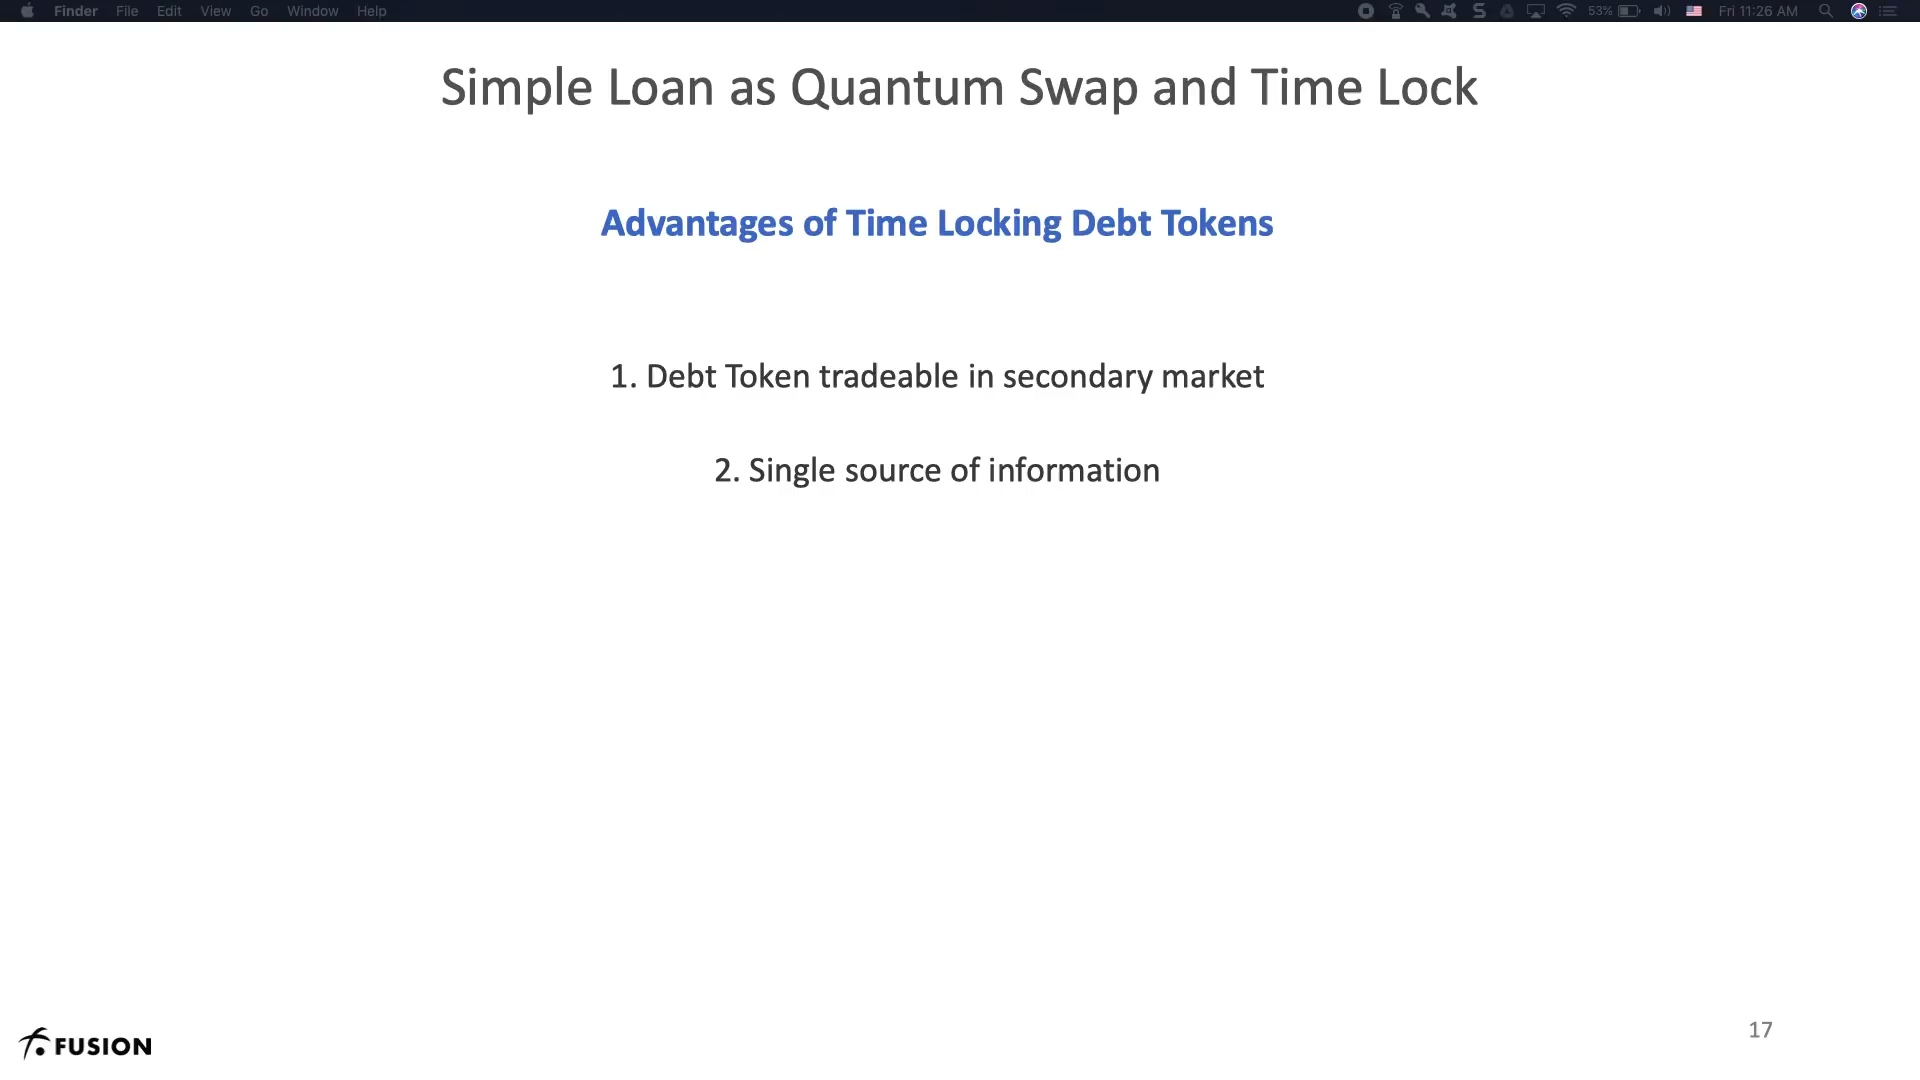 Finder File Edit View Go Window Help 53% Fri 11:26 AM
Simple Loan as Quantum Swap and Time Lock
Advantages of Time Locking Debt Tokens
1. Debt Token tradeable in secondary market
2. Single source of information
FUSION
17